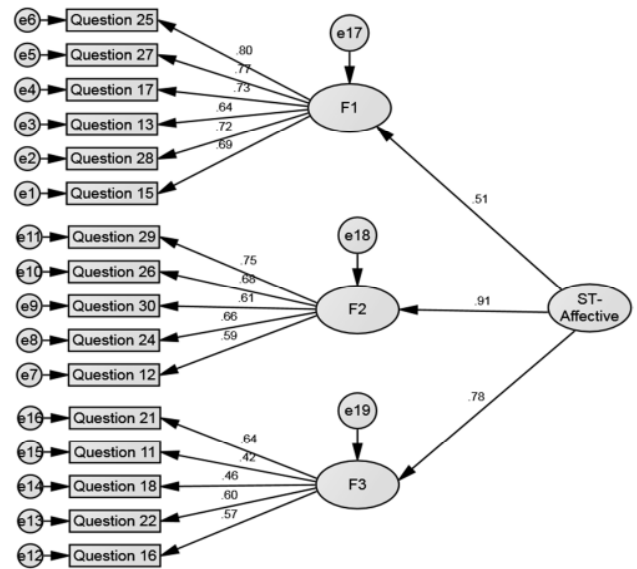 e6 Question 25
e5 Question 27
e4 Question 17
e3 Question 13
e2 Question 28
e1 Question 15
.80
.77
.73
.64
.72
.69
e17
F1
.51
e11 Question 29
e10 Question 26
e9 Question 30
e8 Question 24
e7 Question 12
.75
.68
.61
.66
.59
e18
F2
.91
ST-
Affective
e16 Question 21
e15 Question 11
e14 Question 18
e13 Question 22
e12 Question 16
.64
.42
.46
.60
.57
e19
F3
.78